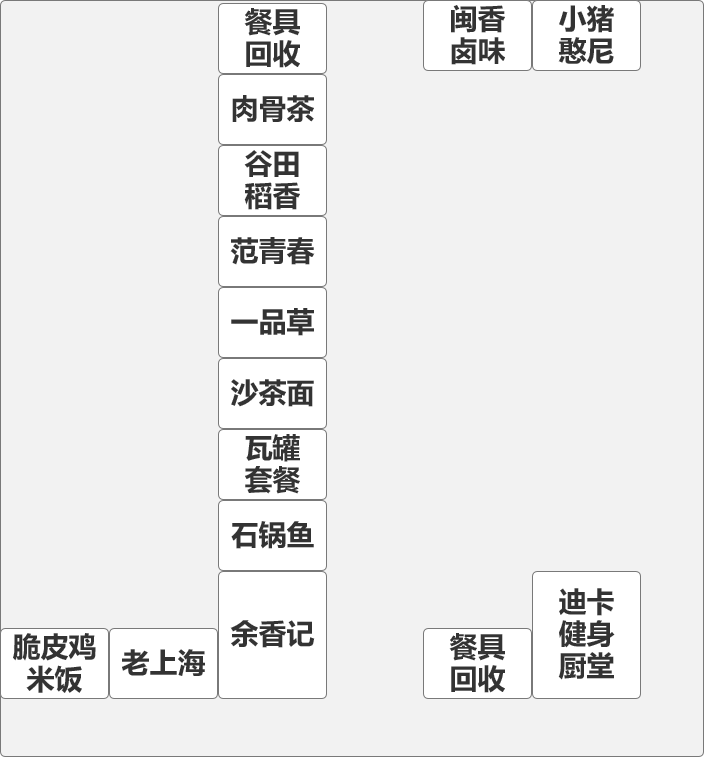 餐具
回收
闽香
卤味
小猪
憨尼
肉骨茶
谷田
稻香
范青春
一品草
沙茶面
瓦罐
套餐
石锅鱼
余香记
脆皮鸡
米饭
老上海
餐具
回收
迪卡
健身
厨堂